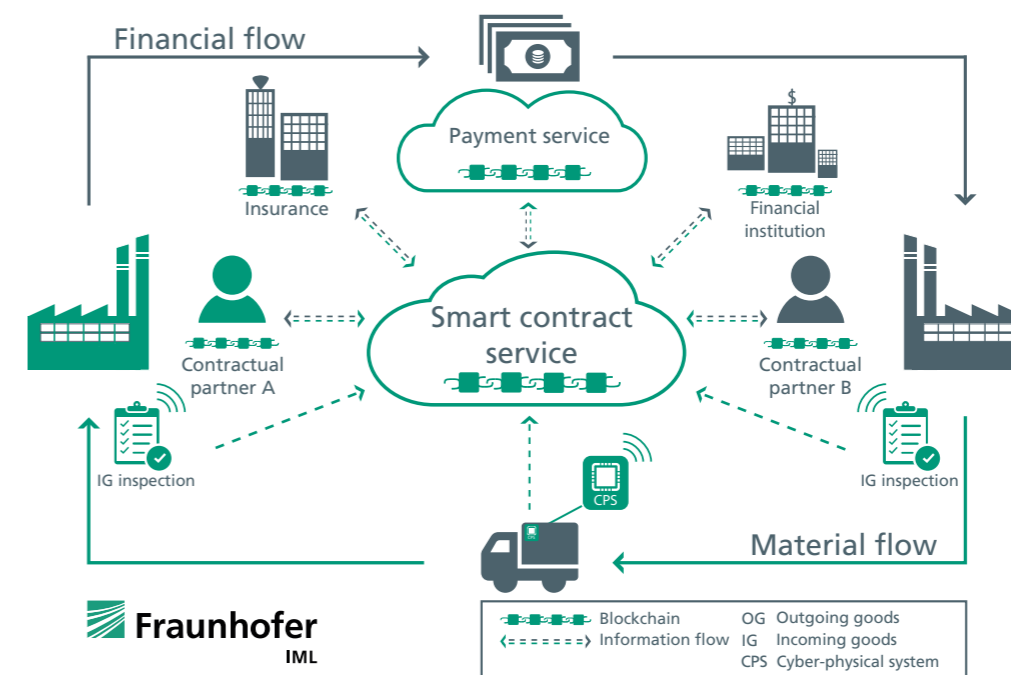 Financial flow
Payment service
Insurance
$
Financial
institution
Smart contract
service
Contractual
partner A
Contractual
partner B
IG inspection
IG inspection
CPS
CPS
Material flow
Fraunhofer
IML
Blockchain
Information flow
OG Outgoing goods
IG Incoming goods
CPS Cyber-physical system